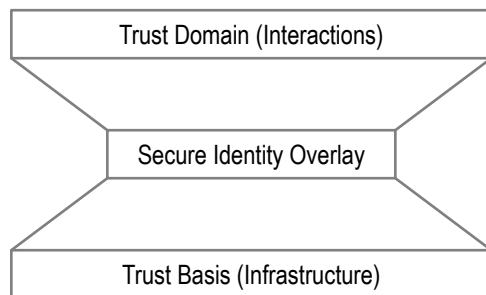 Trust Domain (Interactions)
Secure Identity Overlay
Trust Basis (Infrastructure)